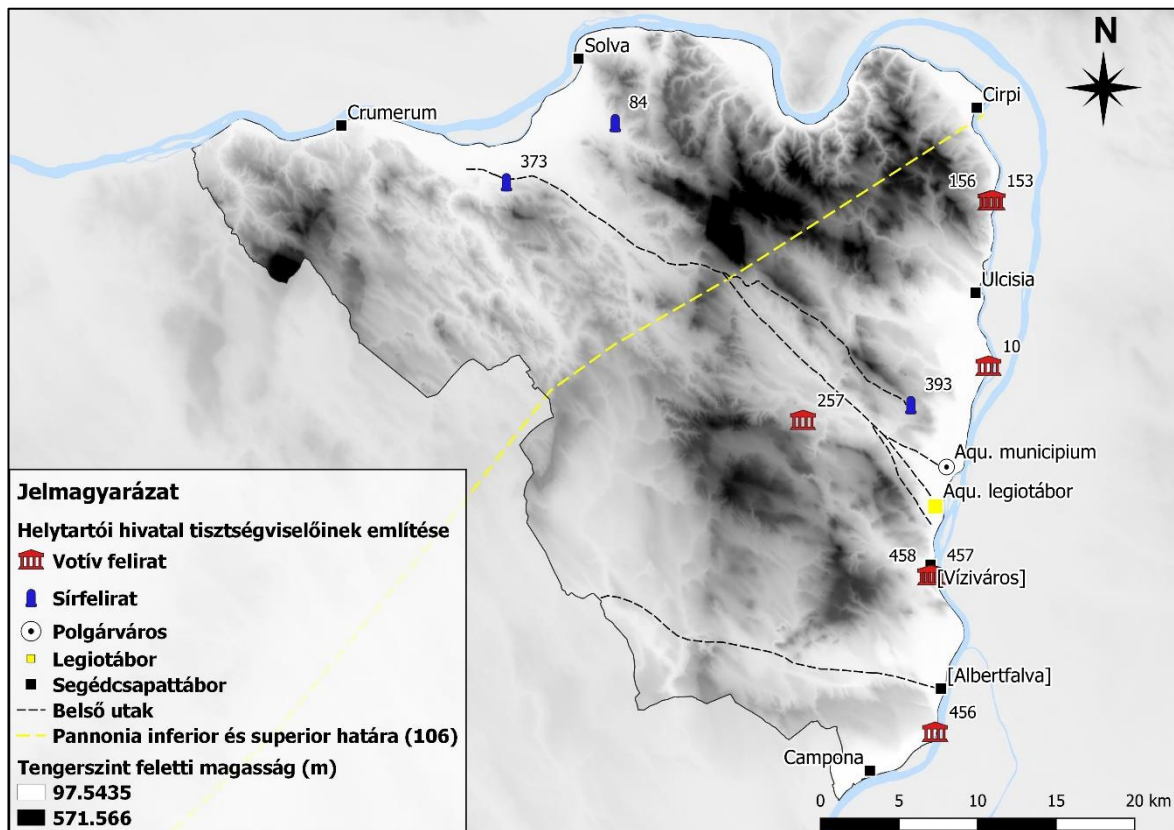 N
Solva
Cirpi
84
Crumerum
373
156 153
Ulcisia
10
393
257
Aqu. municipium
Aqu. legiotábor
458 457
[Víziváros]
[Albertfalva]
456
Campona
Jelmagyarázat
Helytartói hivatal tisztségviselőinek említése
Votív felirat
Sírfelirat
Polgárváros
Legiotábor
Segédcsapattábor
Belső utak
Pannonia inferior és superior határa (106)
Tengerszint feletti magasság (m)
97.5435
571.566
0 5 10 20 km